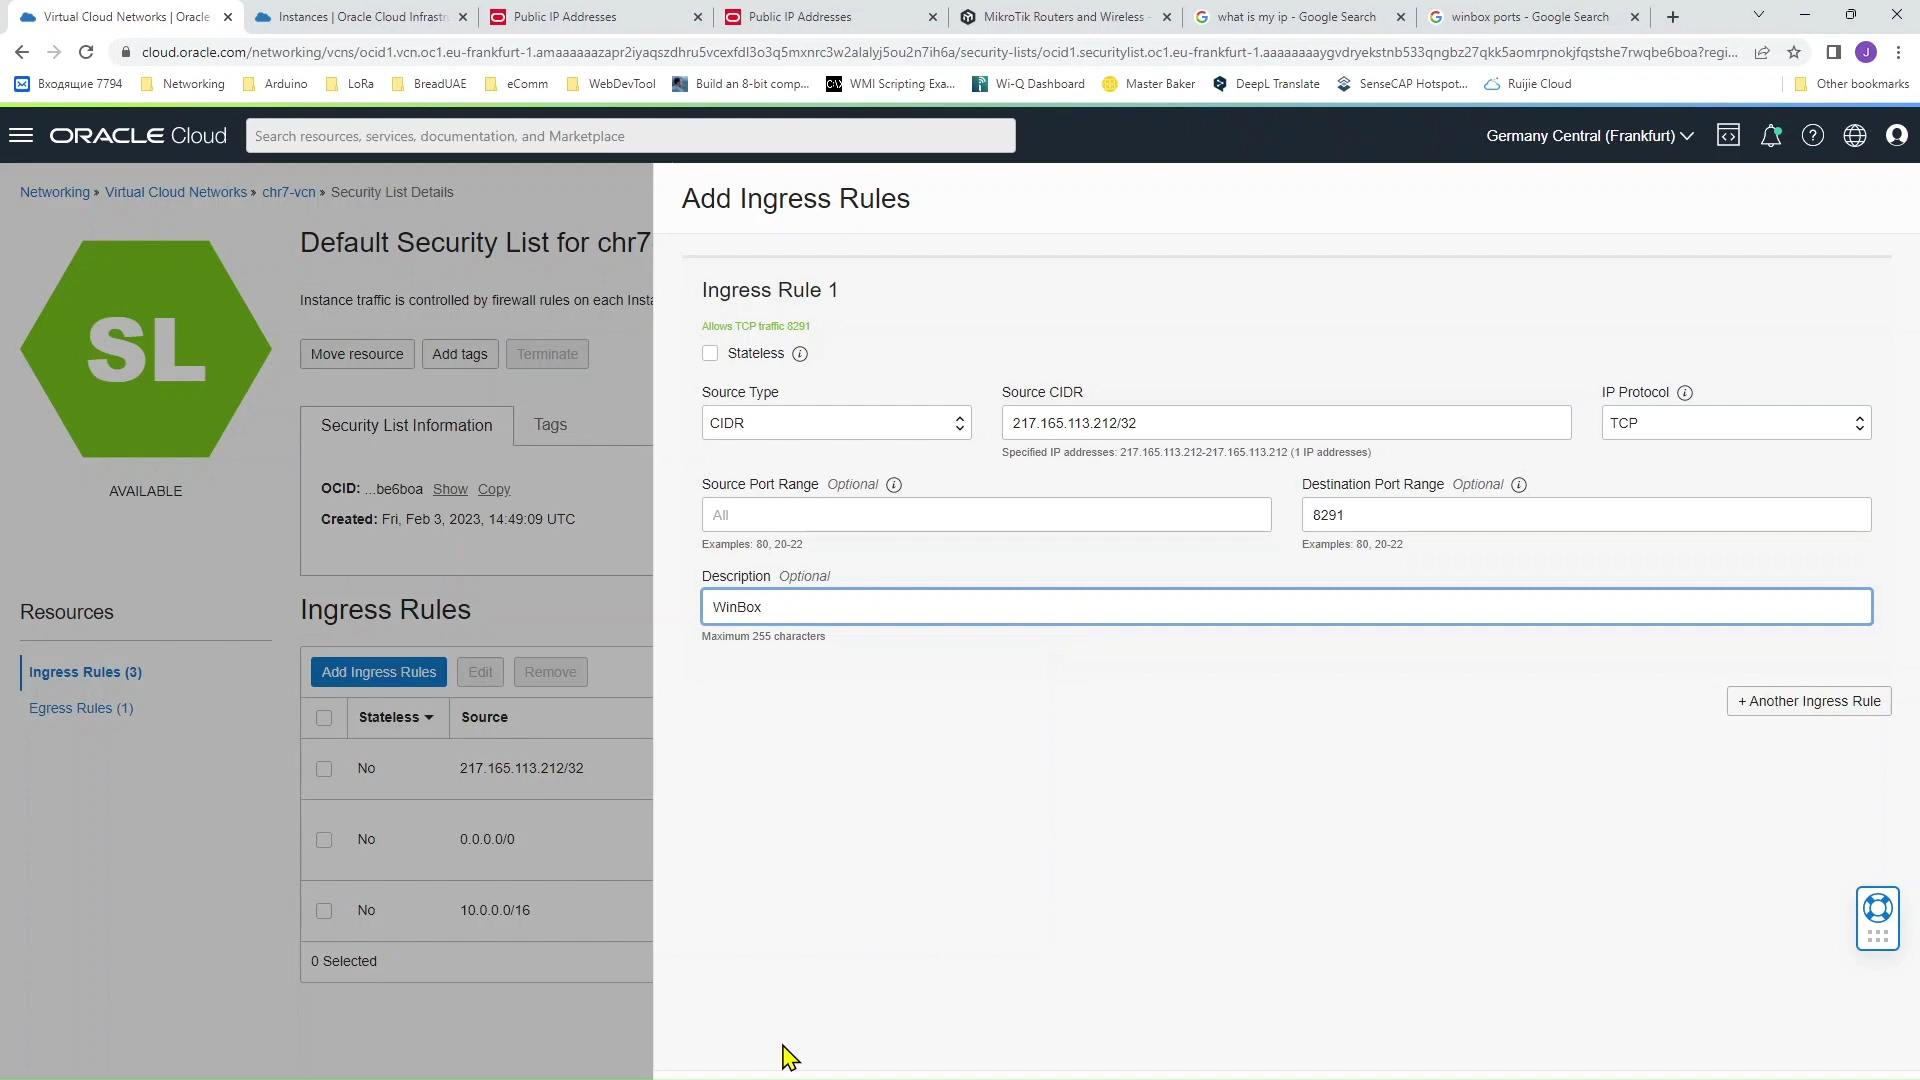 Virtual Cloud Networks | Oracle
Instances | Oracle Cloud Infrastr
Public IP Addresses
Public IP Addresses
MikroTik Routers and Wireless -
what is my ip - Google Search
winbox ports - Google Search
cloud.oracle.com/networking/vcns/ocid1.vcn.oc1.eu-frankfurt-1.amaaaaaazapr2iyaqszdhru5vcexfdl3o3q5mxnrc3w2alalyj5ou2n7ih6a/security-lists/ocid1.securitylist.oc1.eu-frankfurt-1.aaaaaaaaygvdryekstnb533qngbz27qkk5aomrpnokjfqstshe7rwqbe6boa?regi...
J
Входящие 7794
Networking
Arduino
LoRa
BreadUAE
eComm
WebDevTool
Build an 8-bit comp...
WMI Scripting Exa...
Wi-Q Dashboard
Master Baker
DeepL Translate
SenseCAP Hotspot...
Ruijie Cloud
Other bookmarks
ORACLE Cloud
Search resources, services, documentation, and Marketplace
Germany Central (Frankfurt)
Networking » Virtual Cloud Networks » chr7-vcn » Security List Details
SL
AVAILABLE
Default Security List for chr7
Instance traffic is controlled by firewall rules on each Insta
Move resource
Add tags
Terminate
Security List Information
Tags
OCID: ...be6boa Show Copy
Created: Fri, Feb 3, 2023, 14:49:09 UTC
Resources
Ingress Rules (3)
Egress Rules (1)
Ingress Rules
Add Ingress Rules
Edit
Remove
Stateless
Source
No
217.165.113.212/32
No
0.0.0.0/0
No
10.0.0.0/16
0 Selected
Add Ingress Rules
Ingress Rule 1
Allows TCP traffic 8291
Stateless
Source Type
Source CIDR
IP Protocol
CIDR
217.165.113.212/32
TCP
Specified IP addresses: 217.165.113.212-217.165.113.212 (1 IP addresses)
Source Port Range Optional
Destination Port Range Optional
All
8291
Examples: 80, 20-22
Examples: 80, 20-22
Description Optional
WinBox
Maximum 255 characters
+ Another Ingress Rule